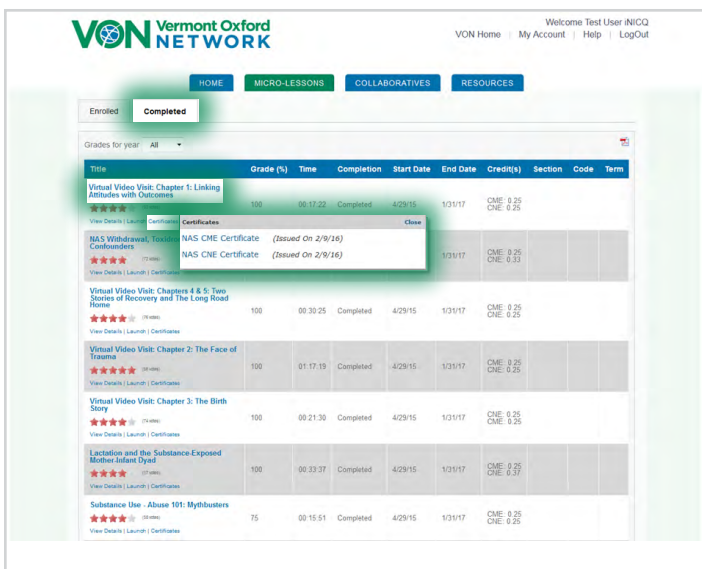 VON Vermont Oxford NETWORK
Welcome Test User iNICQ
VON Home | My Account | Help | LogOut
HOME MICRO-LESSONS COLLABORATIVES RESOURCES
Enrolled Completed
Grades for year All
Title Grade (%) Time Completion Start Date End Date Credit(s) Section Code Term
Virtual Video Visit: Chapter 1: Linking
Attitudes with Outcomes
100 00:17:22 Completed 4/29/15 1/31/17 CME: 0.25
CNE: 0.25
View Details | Launch | Certificates
Certificates Close
NAS CME Certificate (Issued On 2/9/16)
NAS CNE Certificate (Issued On 2/9/16)
NAS Withdrawal,
Confounders
1/31/17
CNE: 0.33
View Details | Launch | Certificates
Virtual Video Visit: Chapters 4 & 5: Two
Stories of Recovery and The Long Road
Home
100 00:30:25 Completed 4/29/15 1/31/17 CME: 0.25
CNE: 0.25
View Details | Launch | Certificates
Virtual Video Visit: Chapter 2: The Face of
Trauma
100 01:17:19 Completed 4/29/15 1/31/17 CME: 0.25
CNE: 0.25
View Details | Launch | Certificates
Virtual Video Visit: Chapter 3: The Birth
Story
100 00:21:30 Completed 4/29/15 1/31/17 CNE: 0.25
CME: 0.25
View Details | Launch | Certificates
Lactation and the Substance-Exposed
Mother-Infant Dyad
100 00:33:37 Completed 4/29/15 1/31/17 CME: 0.25
CNE: 0.37
View Details | Launch | Certificates
Substance Use - Abuse 101: Mythbusters
75 00:15:51 Completed 4/29/15 1/31/17 CME: 0.25
CNE: 0.25
View Details | Launch | Certificates